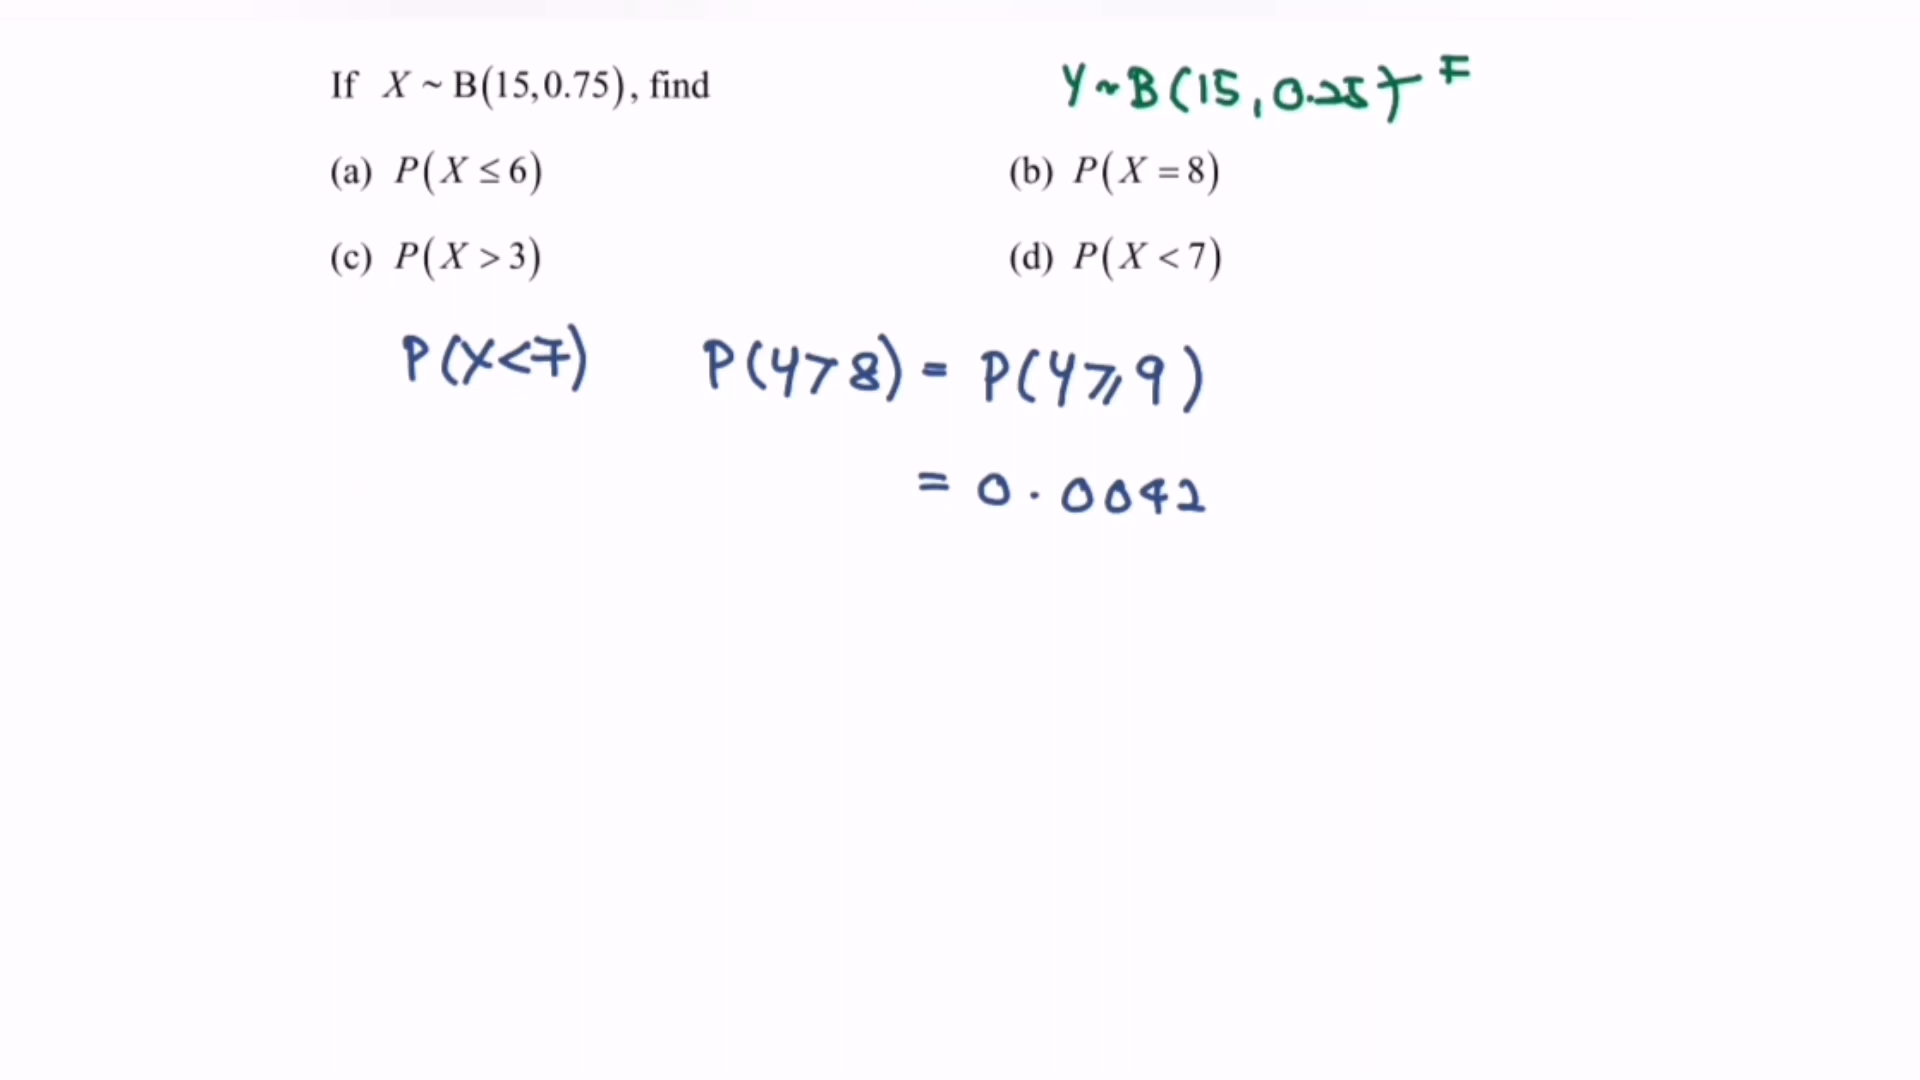 If X ~ B(15,0.75), find
Y~B(15,0.25) F
(a) P(X ≤ 6)
(b) P(X = 8)
(c) P(X > 3)
(d) P(X < 7)
P(X<7) P(Y>8) = P(Y⩾9)
= 0.0042